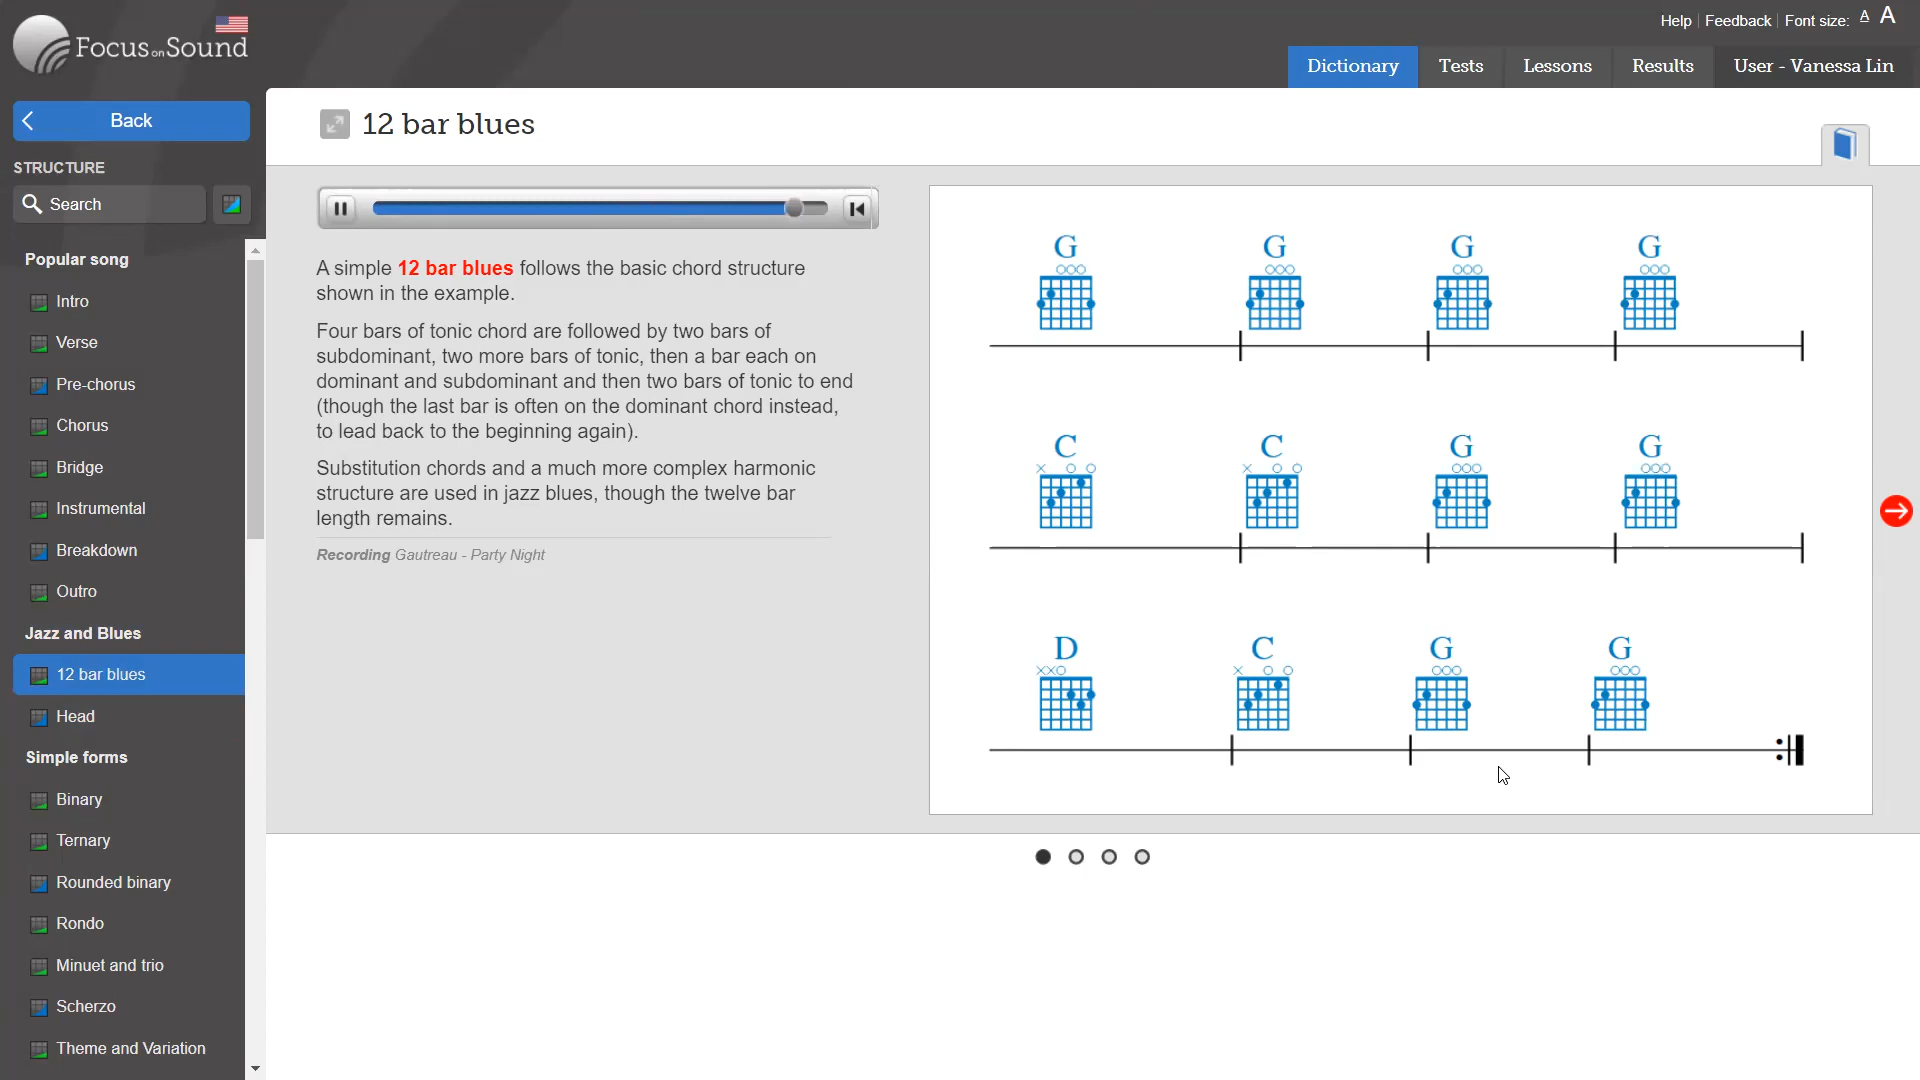 Focus on Sound
Help
Feedback
Font size: A A
Dictionary
Tests
Lessons
Results
User - Vanessa Lin
Back
STRUCTURE
Search
Popular song
Intro
Verse
Pre-chorus
Chorus
Bridge
Instrumental
Breakdown
Outro
Jazz and Blues
12 bar blues
Head
Simple forms
Binary
Ternary
Rounded binary
Rondo
Minuet and trio
Scherzo
Theme and Variation
12 bar blues
A simple 12 bar blues follows the basic chord structure
shown in the example.
Four bars of tonic chord are followed by two bars of
subdominant, two more bars of tonic, then a bar each on
dominant and subdominant and then two bars of tonic to end
(though the last bar is often on the dominant chord instead,
to lead back to the beginning again).
Substitution chords and a much more complex harmonic
structure are used in jazz blues, though the twelve bar
length remains.
Recording Gautreau - Party Night
G G G G
C C G G
D C G G